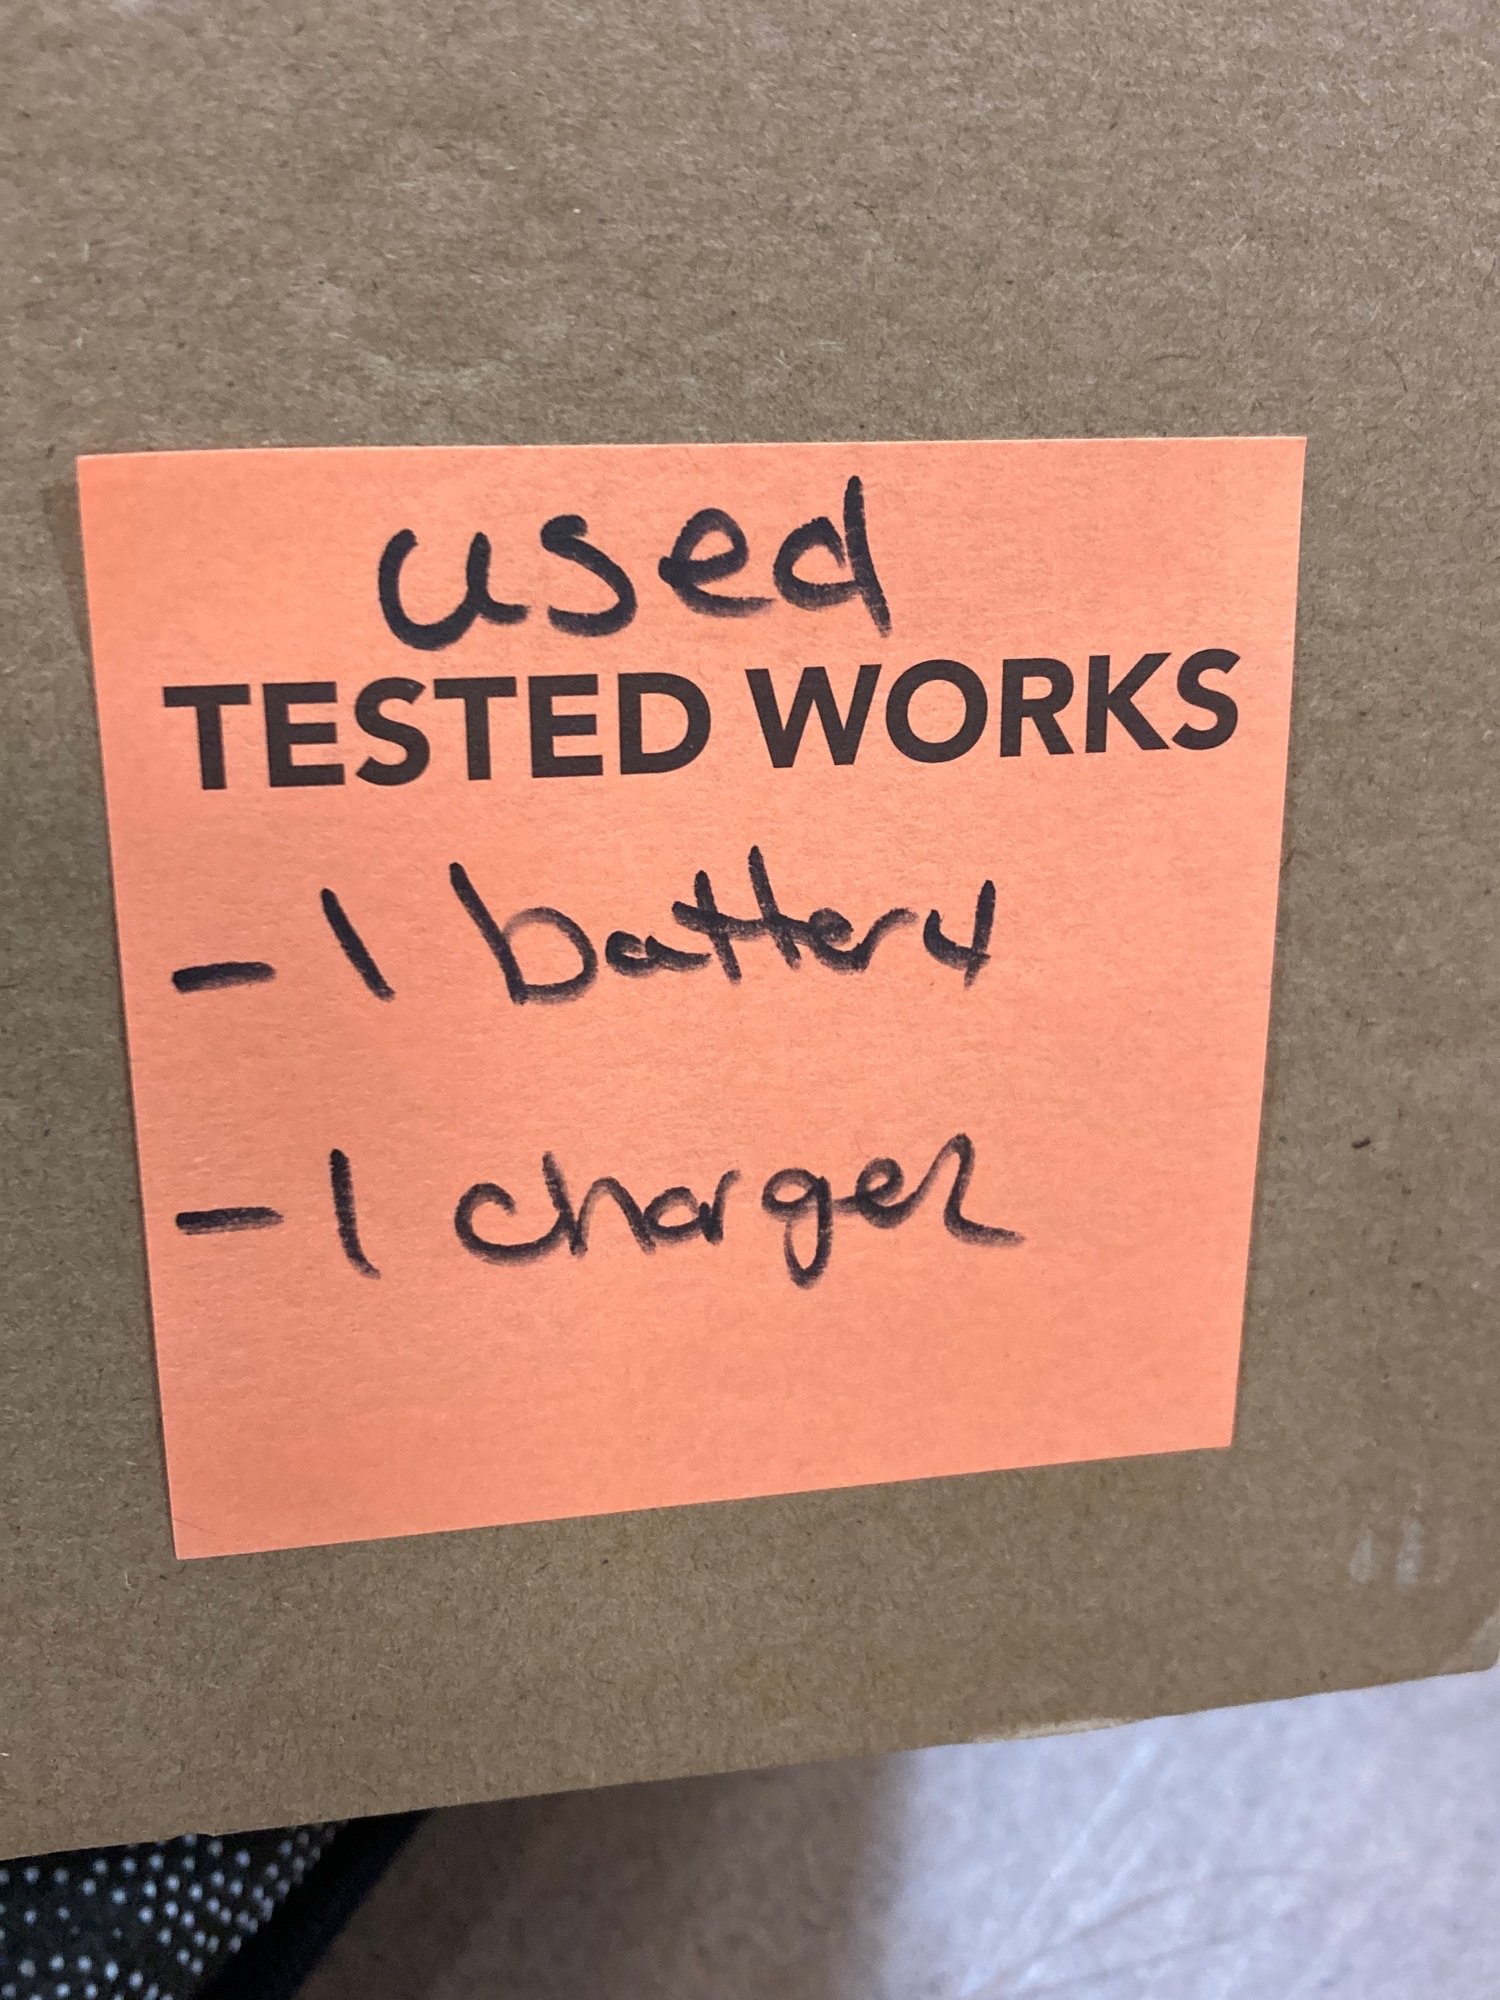 used
TESTED WORKS
- 1 battery
- 1 charger